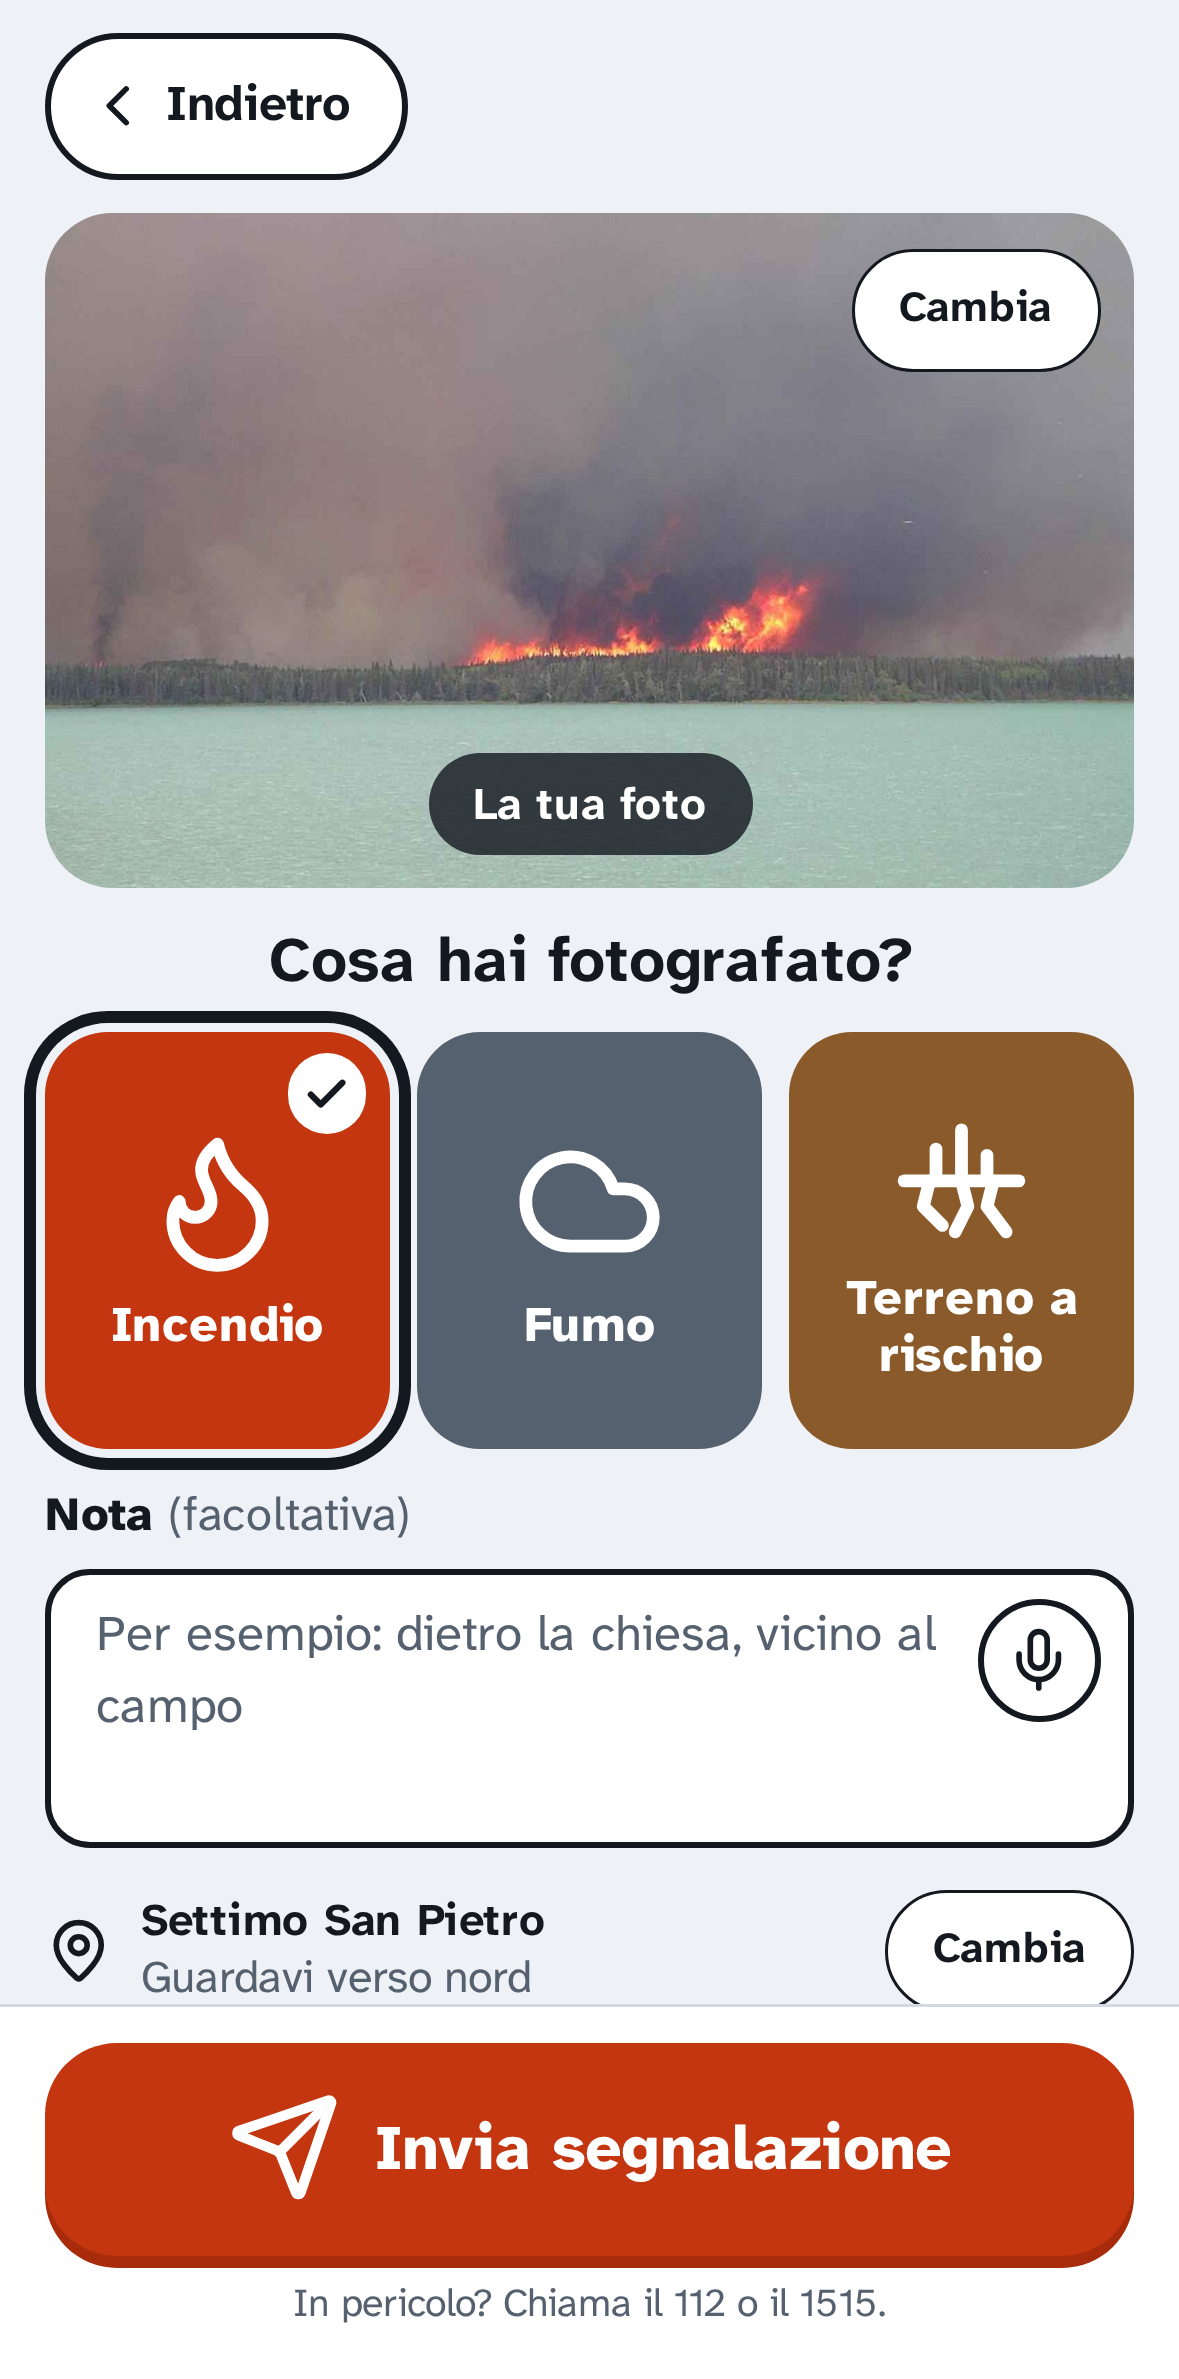 Indietro
Cambia
La tua foto
Cosa hai fotografato?
Incendio
Fumo
Terreno a
rischio
Nota (facoltativa)
Per esempio: dietro la chiesa, vicino al
campo
Settimo San Pietro
Guardavi verso nord
Cambia
Invia segnalazione
In pericolo? Chiama il 112 o il 1515.